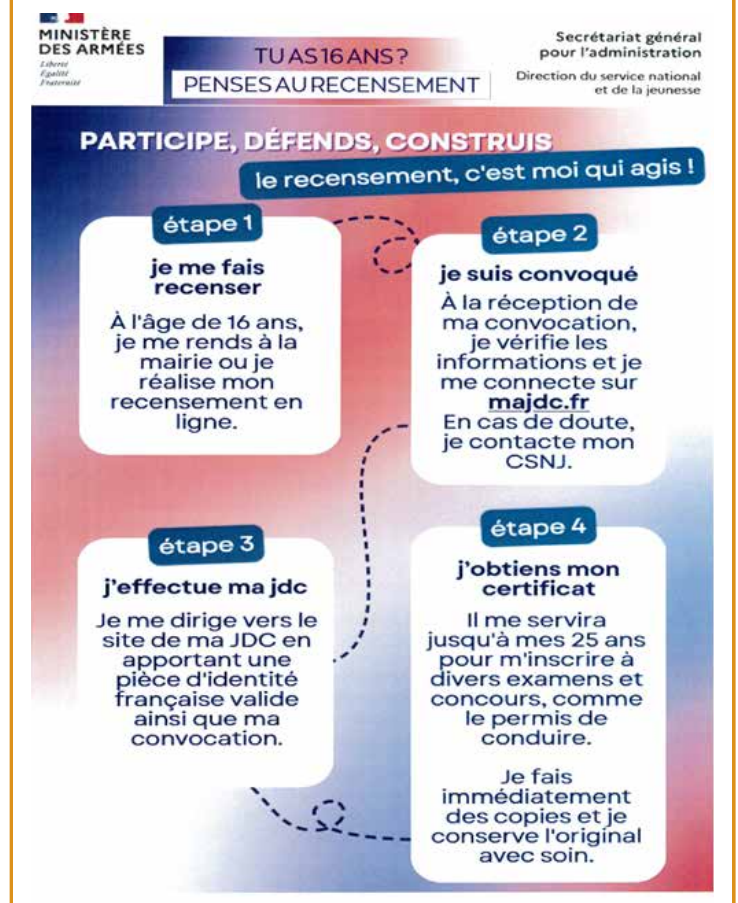 MINISTÈRE
DES ARMÉES
Liberté
Égalité
Fraternité
TU AS 16 ANS ?
PENSES AU RECENSEMENT
Secrétariat général
pour l'administration
Direction du service national
et de la jeunesse
PARTICIPE, DÉFENDS, CONSTRUIS
le recensement, c'est moi qui agis !
étape 1
je me fais
recenser
À l'âge de 16 ans,
je me rends à la
mairie ou je
réalise mon
recensement en
ligne.
étape 2
je suis convoqué
À la réception de
ma convocation,
je vérifie les
informations et je
me connecte sur
majdc.fr
En cas de doute,
je contacte mon
CSNJ.
étape 3
j'effectue ma jdc
Je me dirige vers le
site de ma JDC en
apportant une
pièce d'identité
française valide
ainsi que ma
convocation.
étape 4
j'obtiens mon
certificat
Il me servira
jusqu'à mes 25 ans
pour m'inscrire à
divers examens et
concours, comme
le permis de
conduire.
Je fais
immédiatement
des copies et je
conserve l'original
avec soin.